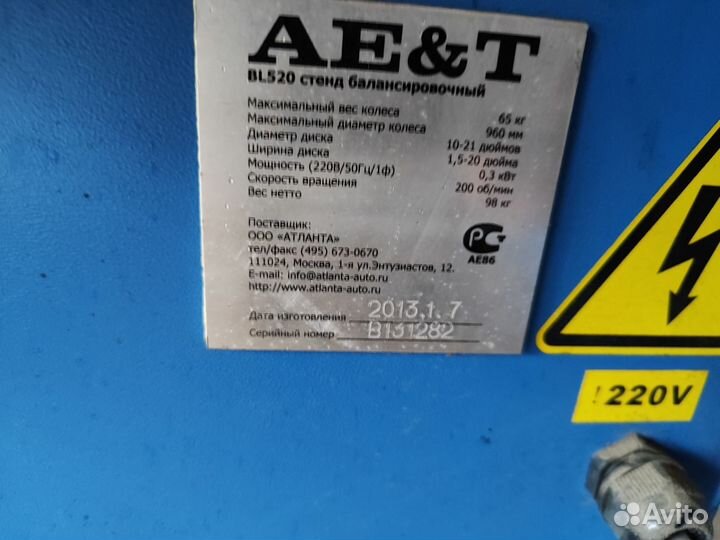 AE&T
BL520 стенд балансировочный
Максимальный вес колеса 65 кг
Максимальный диаметр колеса 960 мм
Диаметр диска 10-21 дюймов
Ширина диска 1,5-20 дюйма
Мощность (220В/50Гц/1ф) 0,3 кВт
Скорость вращения 200 об/мин
Вес нетто 98 кг
Поставщик:
ООО «АТЛАНТА»
тел/факс (495) 673-0670
111024, Москва, 1-я ул.Энтузиастов, 12.
E-mail: info@atlanta-auto.ru
http://www.atlanta-auto.ru
РС
АЕ86
Дата изготовления 2013.1.7
Серийный номер B131282
!220V
Avito